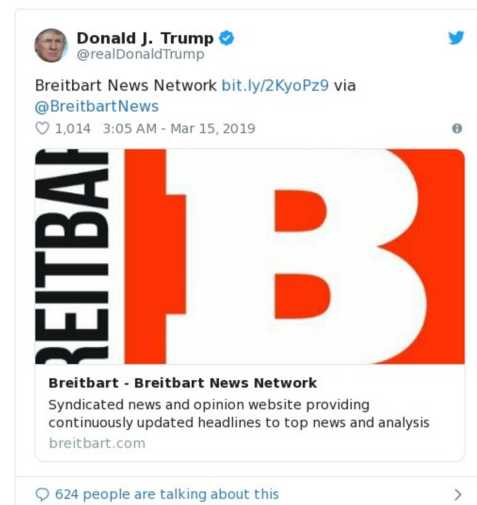 Donald J. Trump
@realDonaldTrump
Breitbart News Network bit.ly/2KyoPz9 via
@BreitbartNews
1,014 3:05 AM - Mar 15, 2019
REITBAR
B
Breitbart - Breitbart News Network
Syndicated news and opinion website providing
continuously updated headlines to top news and analysis
breitbart.com
624 people are talking about this